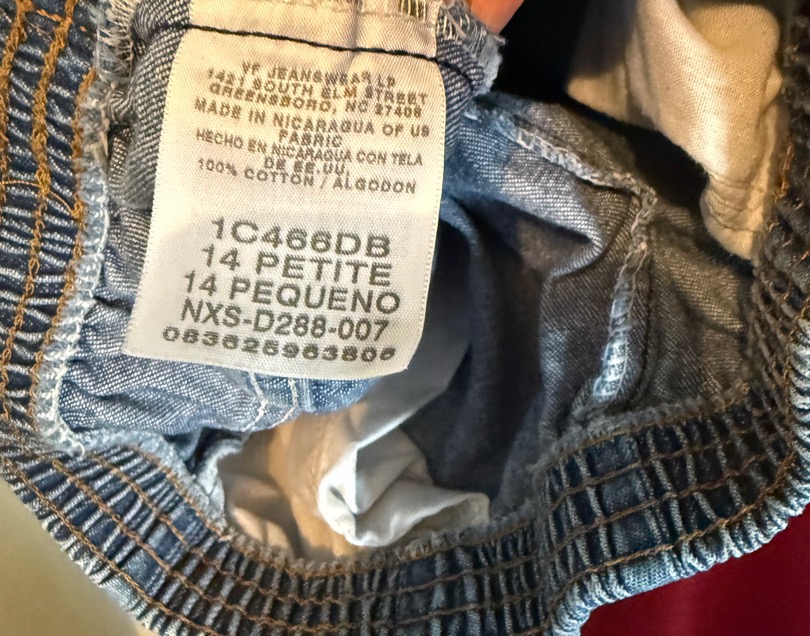 VF JEANSWEAR LP
1421 SOUTH ELM STREET
GREENSBORO, NC 27406
MADE IN NICARAGUA OF US
FABRIC
HECHO EN NICARAGUA CON TELA
DE EE.UU.
100% COTTON / ALGODON
1C466DB
14 PETITE
14 PEQUENO
NXS-D288-007